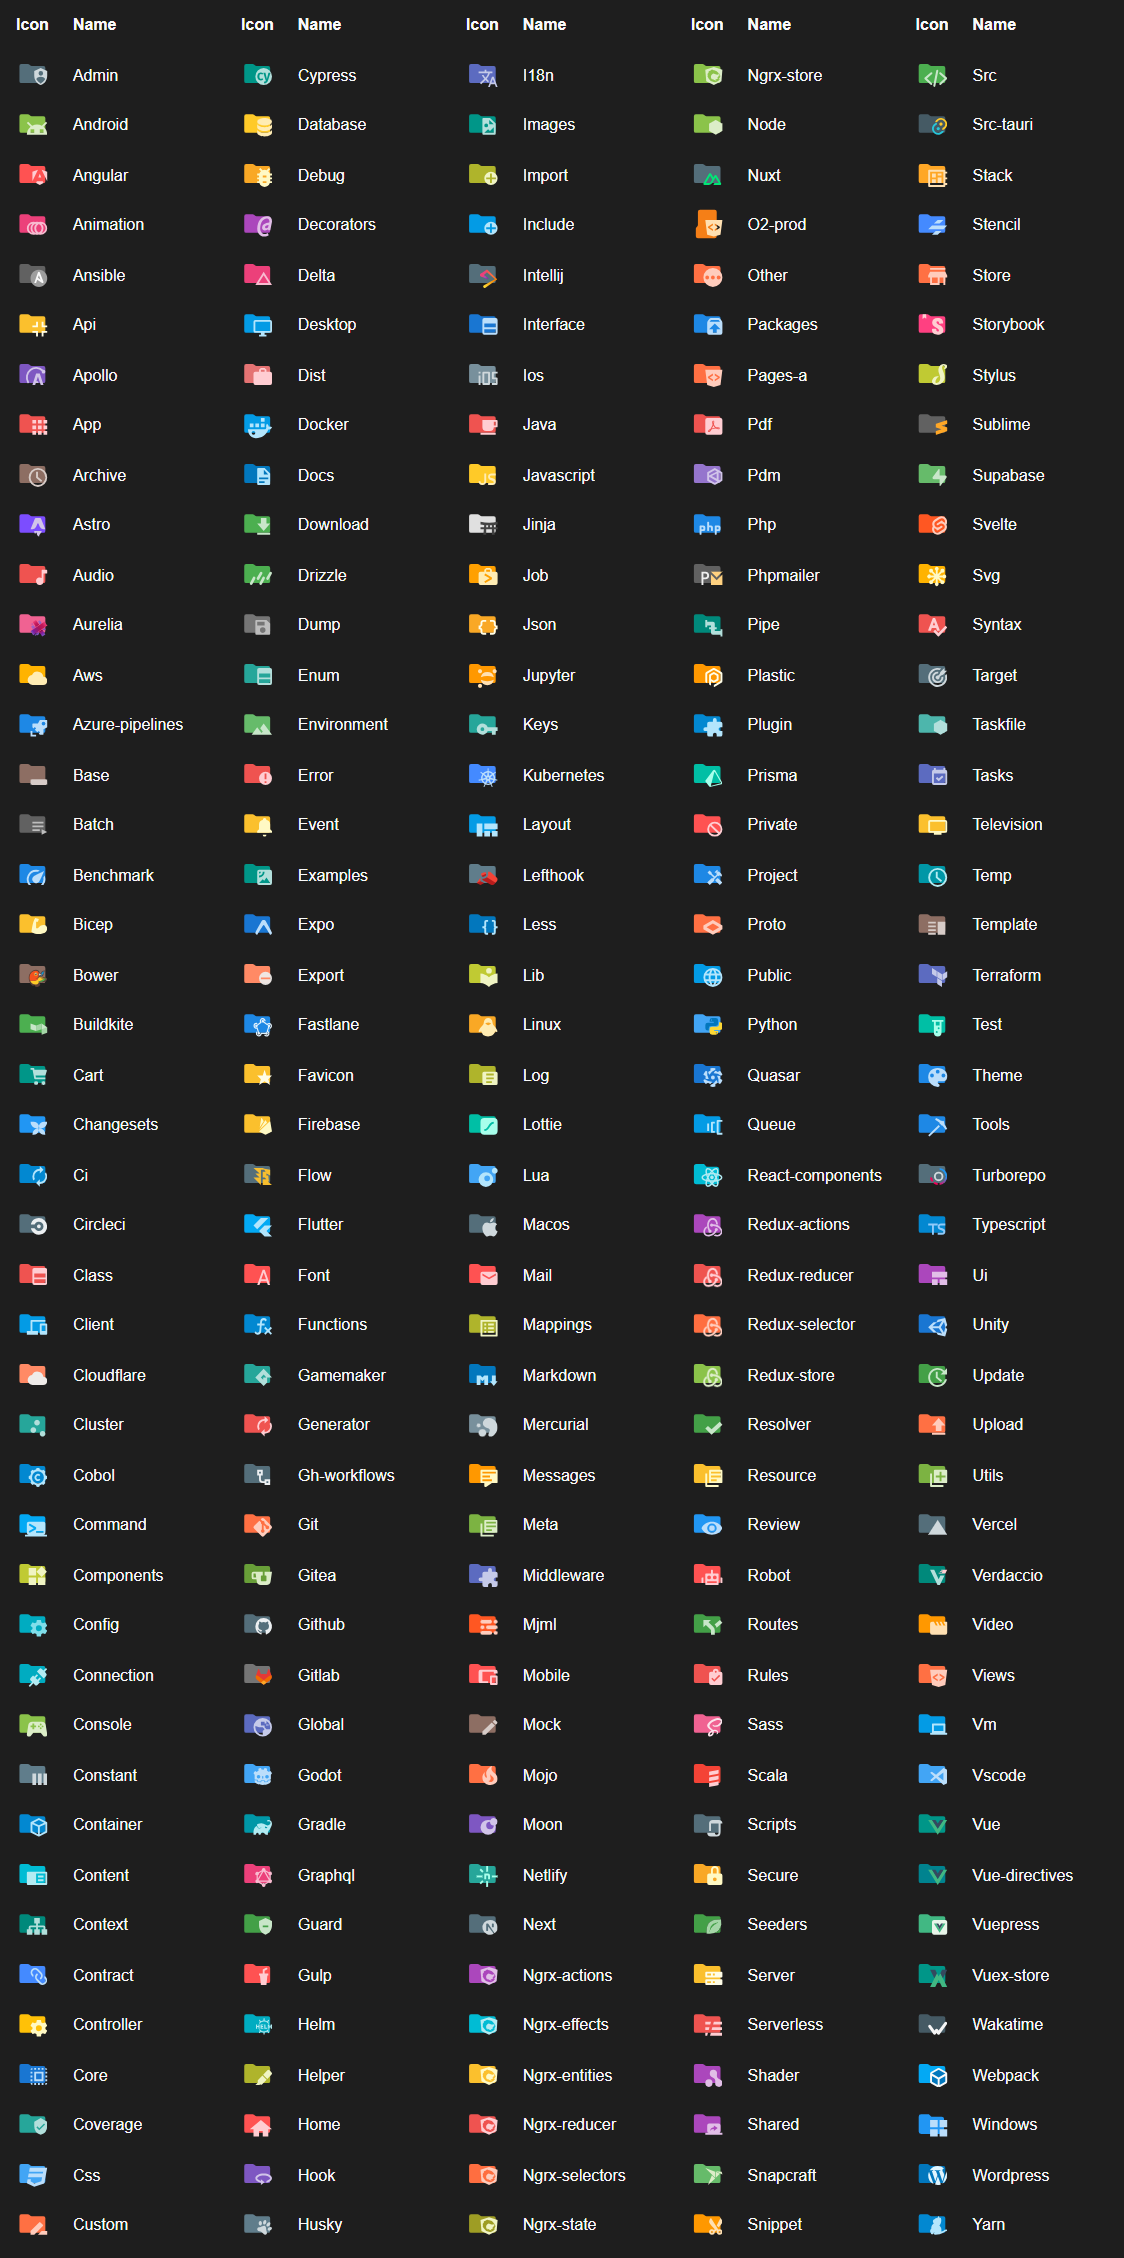 Icon Name Icon Name Icon Name Icon Name Icon Name
Admin Cypress I18n Ngrx-store Src
Android Database Images Node Src-tauri
Angular Debug Import Nuxt Stack
Animation Decorators Include O2-prod Stencil
Ansible Delta Intellij Other Store
Api Desktop Interface Packages Storybook
Apollo Dist Ios Pages-a Stylus
App Docker Java Pdf Sublime
Archive Docs Javascript Pdm Supabase
Astro Download Jinja Php Svelte
Audio Drizzle Job Phpmailer Svg
Aurelia Dump Json Pipe Syntax
Aws Enum Jupyter Plastic Target
Azure-pipelines Environment Keys Plugin Taskfile
Base Error Kubernetes Prisma Tasks
Batch Event Layout Private Television
Benchmark Examples Lefthook Project Temp
Bicep Expo Less Proto Template
Bower Export Lib Public Terraform
Buildkite Fastlane Linux Python Test
Cart Favicon Log Quasar Theme
Changesets Firebase Lottie Queue Tools
Ci Flow Lua React-components Turborepo
Circleci Flutter Macos Redux-actions Typescript
Class Font Mail Redux-reducer Ui
Client Functions Mappings Redux-selector Unity
Cloudflare Gamemaker Markdown Redux-store Update
Cluster Generator Mercurial Resolver Upload
Cobol Gh-workflows Messages Resource Utils
Command Git Meta Review Vercel
Components Gitea Middleware Robot Verdaccio
Config Github Mjml Routes Video
Connection Gitlab Mobile Rules Views
Console Global Mock Sass Vm
Constant Godot Mojo Scala Vscode
Container Gradle Moon Scripts Vue
Content Graphql Netlify Secure Vue-directives
Context Guard Next Seeders Vuepress
Contract Gulp Ngrx-actions Server Vuex-store
Controller Helm Ngrx-effects Serverless Wakatime
Core Helper Ngrx-entities Shader Webpack
Coverage Home Ngrx-reducer Shared Windows
Css Hook Ngrx-selectors Snapcraft Wordpress
Custom Husky Ngrx-state Snippet Yarn